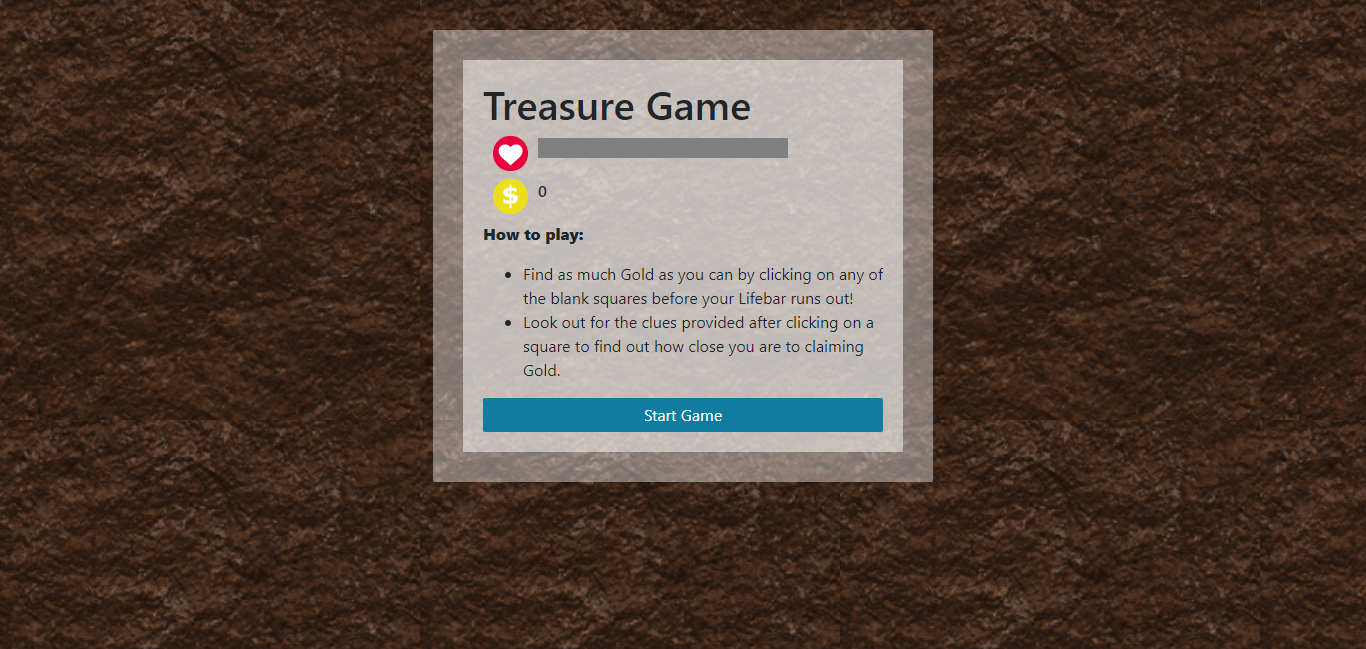 Treasure Game
$ 0
How to play:
• Find as much Gold as you can by clicking on any of
the blank squares before your Lifebar runs out!
• Look out for the clues provided after clicking on a
square to find out how close you are to claiming
Gold.
Start Game